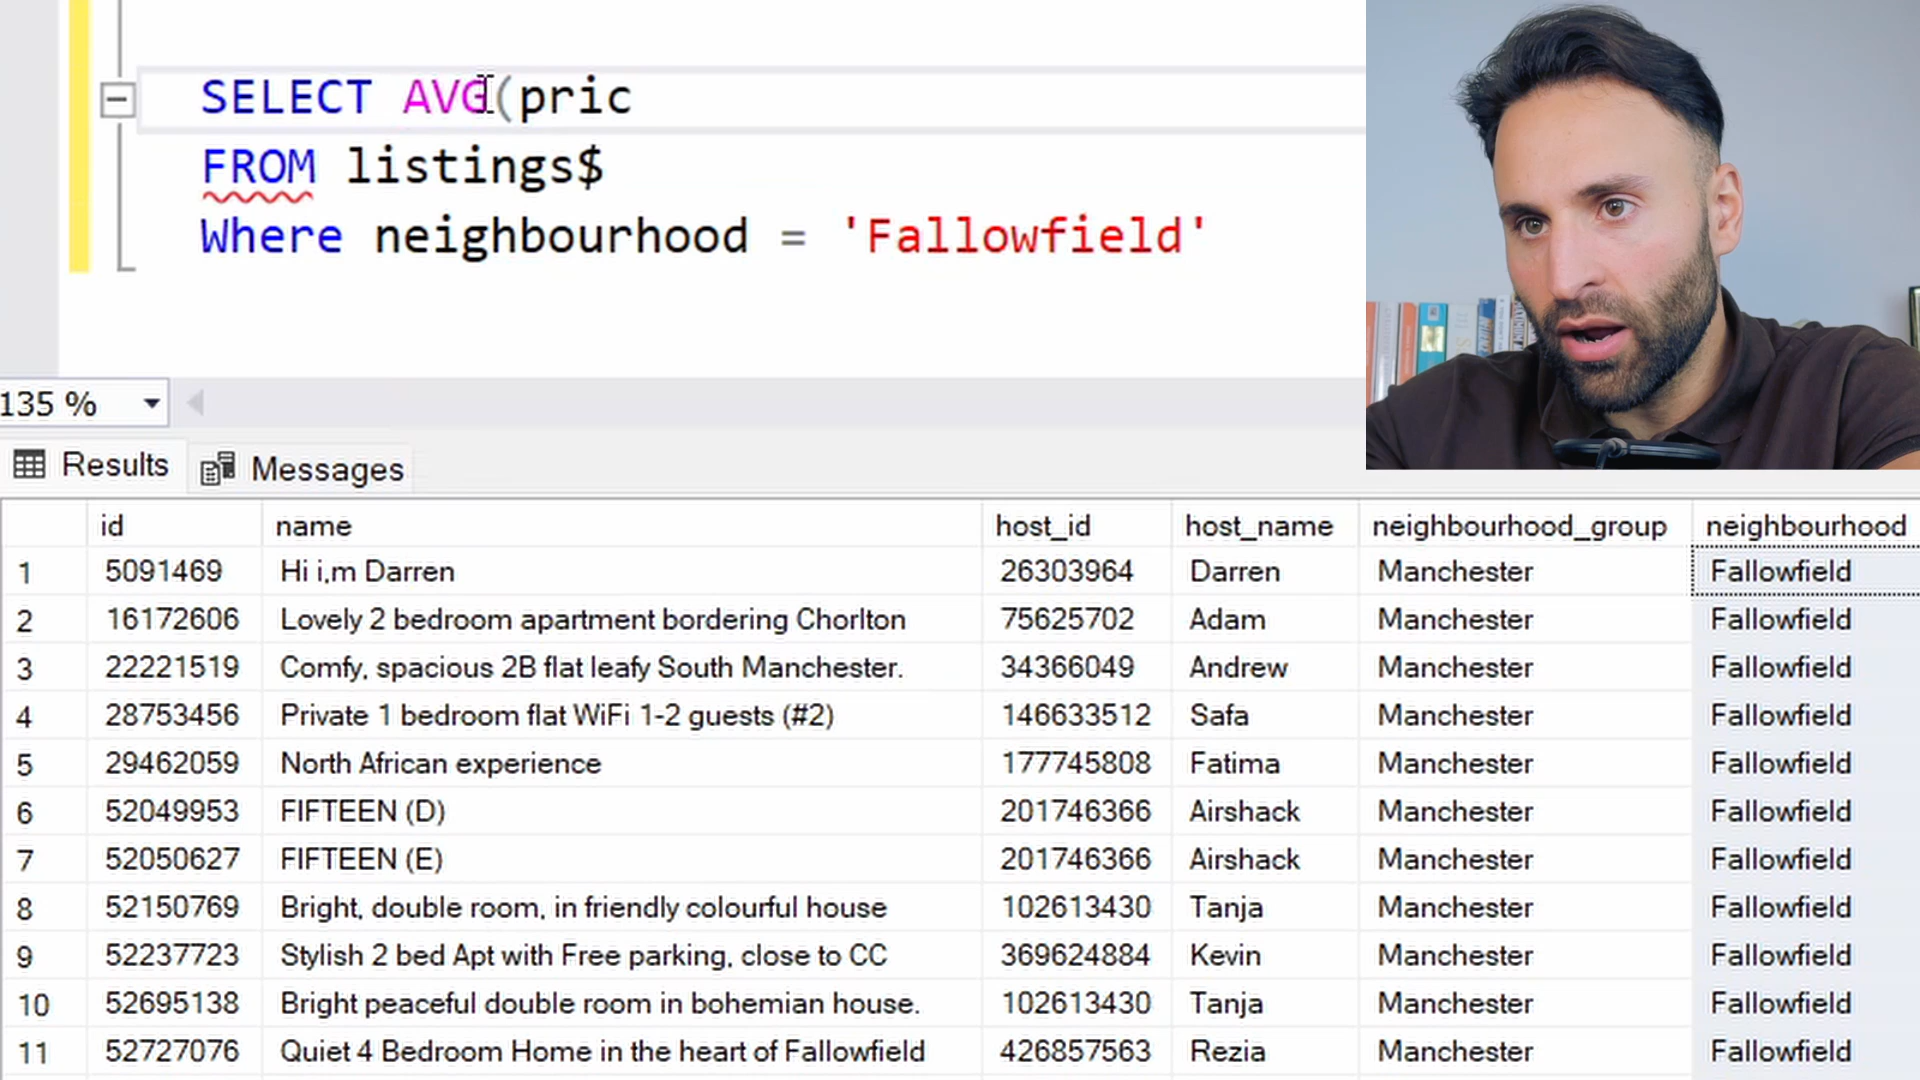 SELECT AVG(pric
FROM listings$
Where neighbourhood = 'Fallowfield'
135 %
Results Messages
id name host_id host_name neighbourhood_group neighbourhood
1 5091469 Hi i,m Darren 26303964 Darren Manchester Fallowfield
2 16172606 Lovely 2 bedroom apartment bordering Chorlton 75625702 Adam Manchester Fallowfield
3 22221519 Comfy, spacious 2B flat leafy South Manchester. 34366049 Andrew Manchester Fallowfield
4 28753456 Private 1 bedroom flat WiFi 1-2 guests (#2) 146633512 Safa Manchester Fallowfield
5 29462059 North African experience 177745808 Fatima Manchester Fallowfield
6 52049953 FIFTEEN (D) 201746366 Airshack Manchester Fallowfield
7 52050627 FIFTEEN (E) 201746366 Airshack Manchester Fallowfield
8 52150769 Bright, double room, in friendly colourful house 102613430 Tanja Manchester Fallowfield
9 52237723 Stylish 2 bed Apt with Free parking, close to CC 369624884 Kevin Manchester Fallowfield
10 52695138 Bright peaceful double room in bohemian house. 102613430 Tanja Manchester Fallowfield
11 52727076 Quiet 4 Bedroom Home in the heart of Fallowfield 426857563 Rezia Manchester Fallowfield